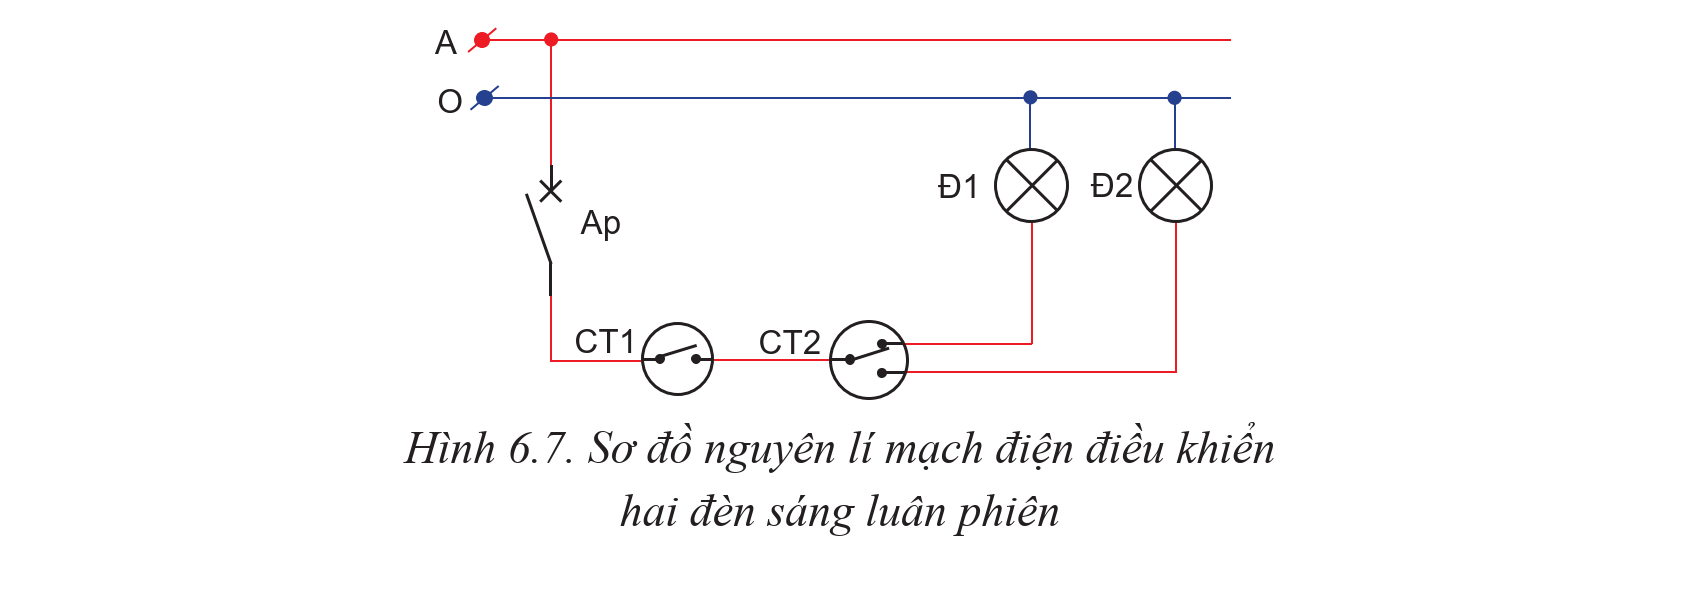 A
O
Đ1
Đ2
Ap
CT1
CT2
Hình 6.7. Sơ đồ nguyên lí mạch điện điều khiển
hai đèn sáng luân phiên